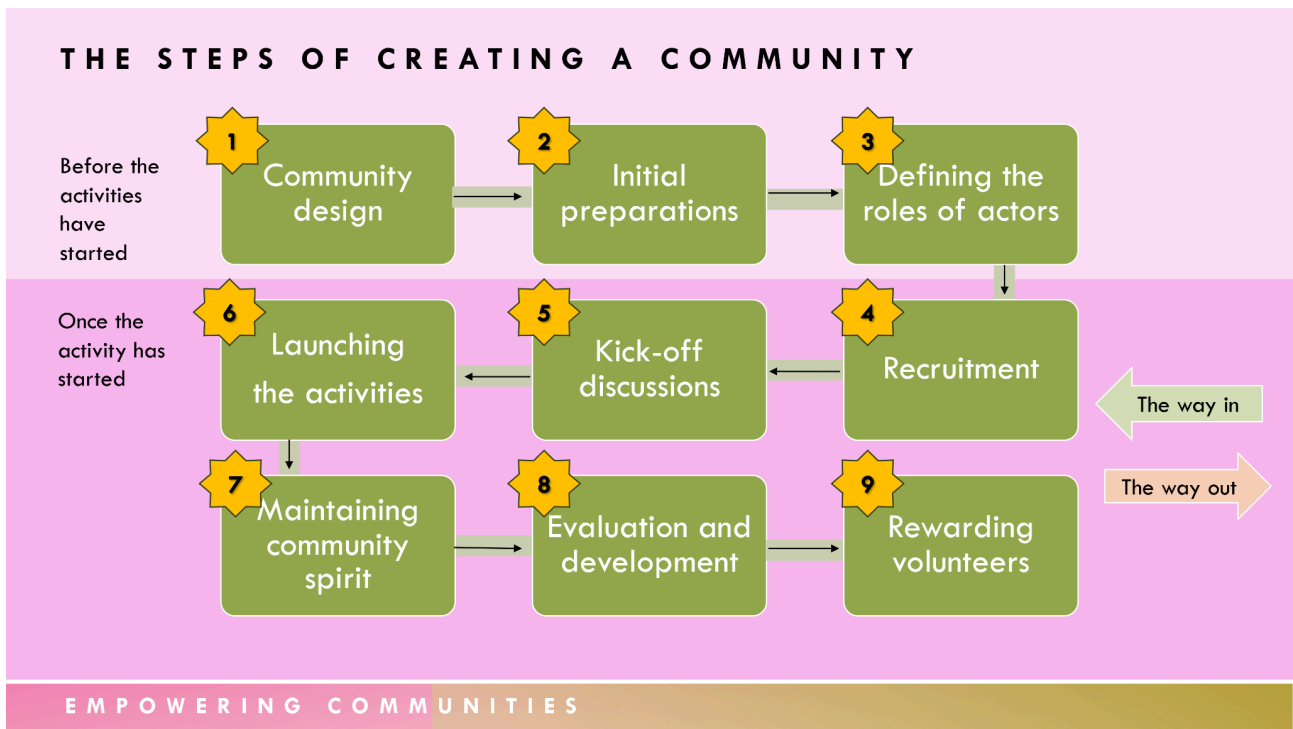 THE STEPS OF CREATING A COMMUNITY
Before the
activities
have
started
1
Community
design
2
Initial
preparations
3
Defining the
roles of actors
Once the
activity has
started
6
Launching
the activities
5
Kick-off
discussions
4
Recruitment
The way in
The way out
7
Maintaining
community
spirit
8
Evaluation and
development
9
Rewarding
volunteers
EMPOWERING COMMUNITIES